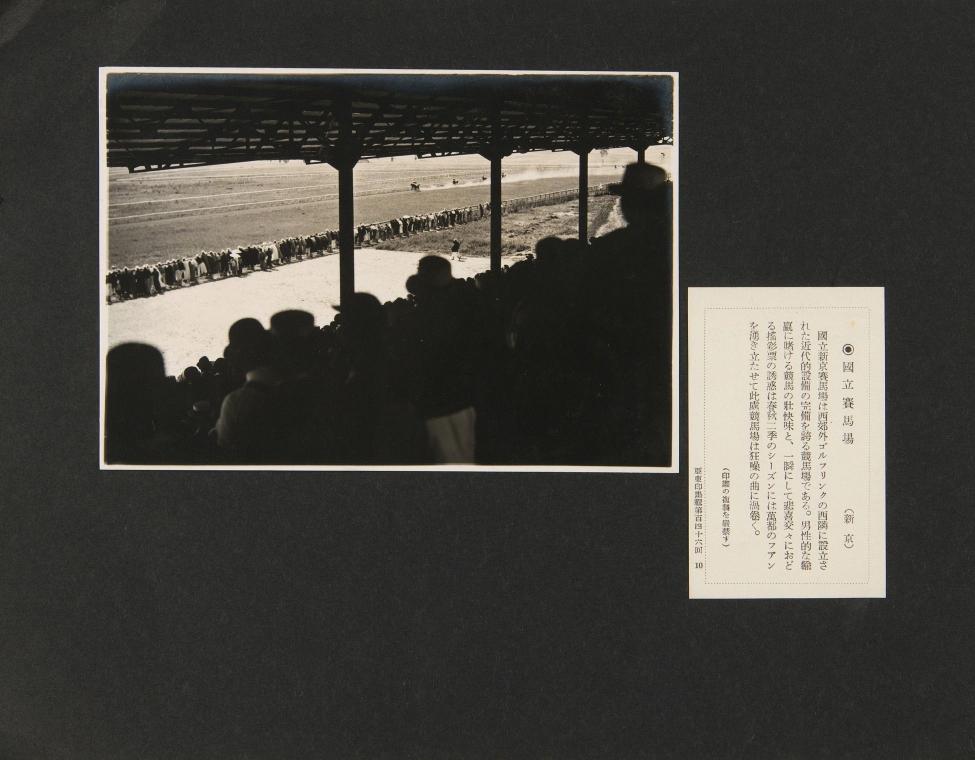 ◉國立賽馬場（新京）
國立新京賽馬場は西郊外ゴルフリンクの西隣に設立さ
れた近代的設備の完備を誇る競馬場である。男性的な輸
贏に賭ける競馬の壯快味と、一瞬にして悲喜交々におど
る搖彩票の誘惑は春秋二季のシーズンには萬都のフアン
を湧き立たせて此處競馬場は狂噪の曲に渦卷く。
（印畫の複製を嚴禁す）
亞東印畫輯第百四十六回 10